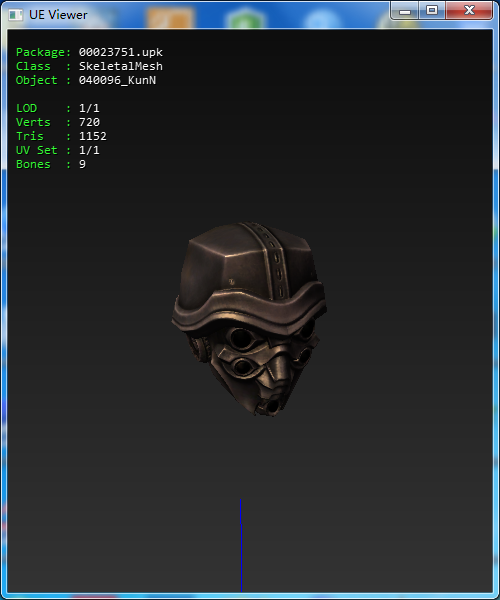 UE Viewer
Package: 00023751.upk
Class : SkeletalMesh
Object : 040096_KunN
LOD : 1/1
Verts : 720
Tris : 1152
UV Set : 1/1
Bones : 9